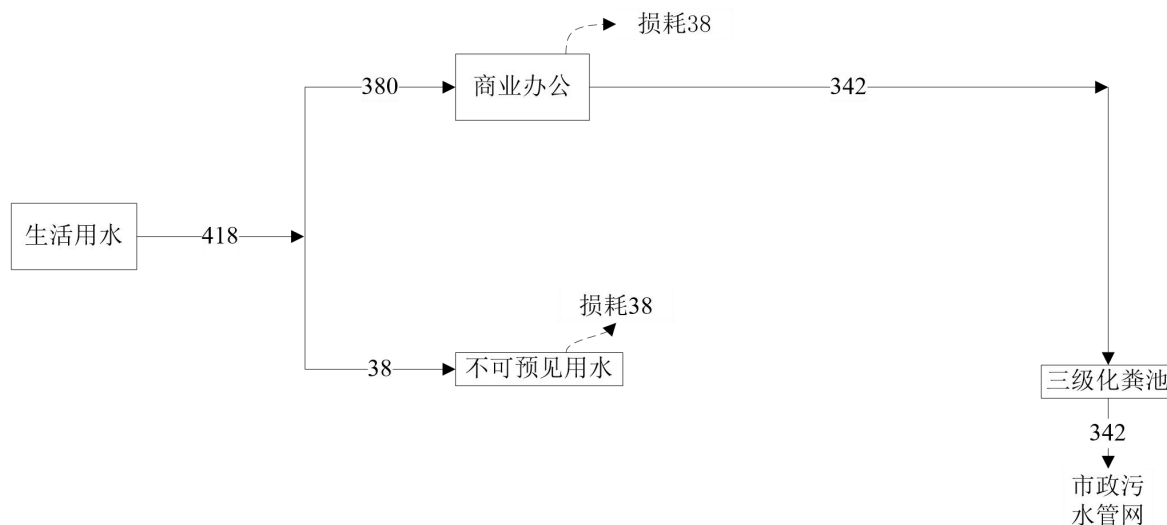 损耗38
380
商业办公
342
生活用水
418
损耗38
38
不可预见用水
三级化粪池
342
市政污
水管网